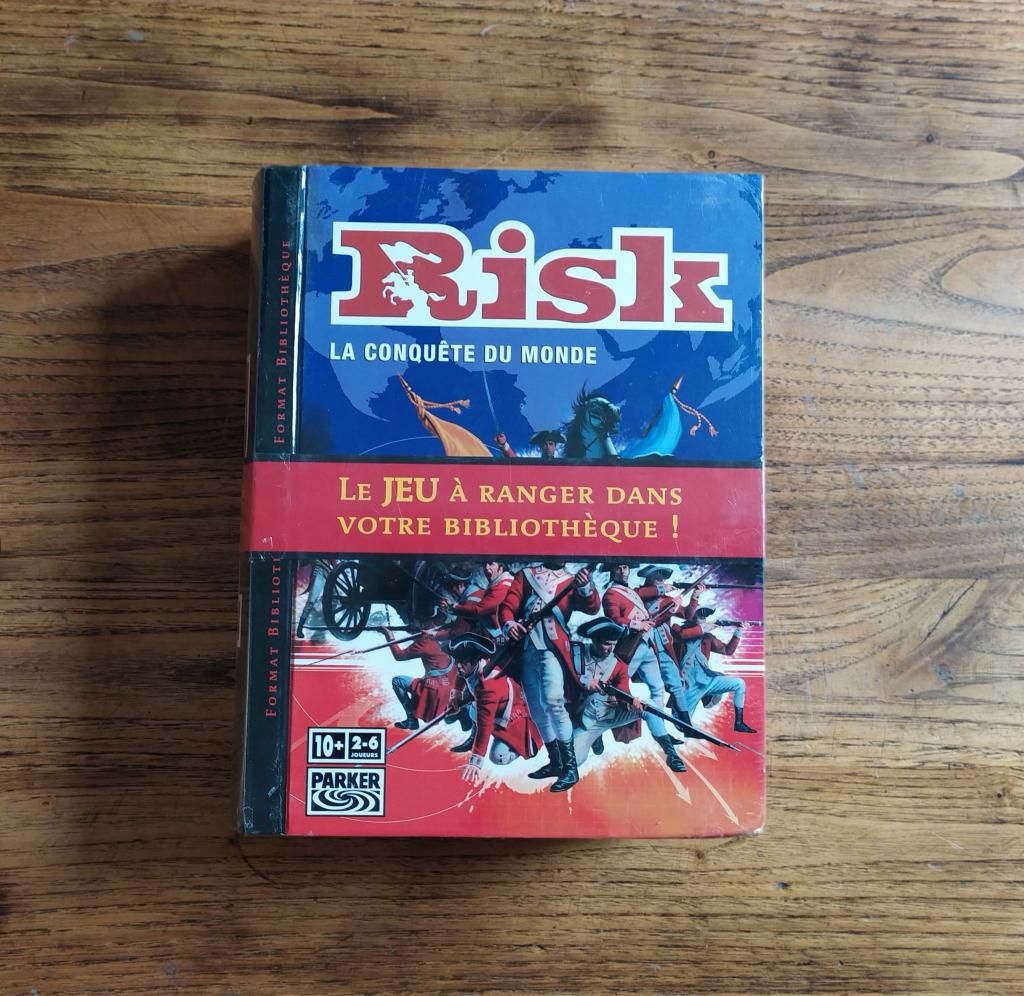 Risk
LA CONQUÊTE DU MONDE
FORMAT BIBLIOTHÈQUE
LE JEU À RANGER DANS
VOTRE BIBLIOTHÈQUE !
FORMAT BIBLIOTH
10+
2-6
JOUEURS
PARKER